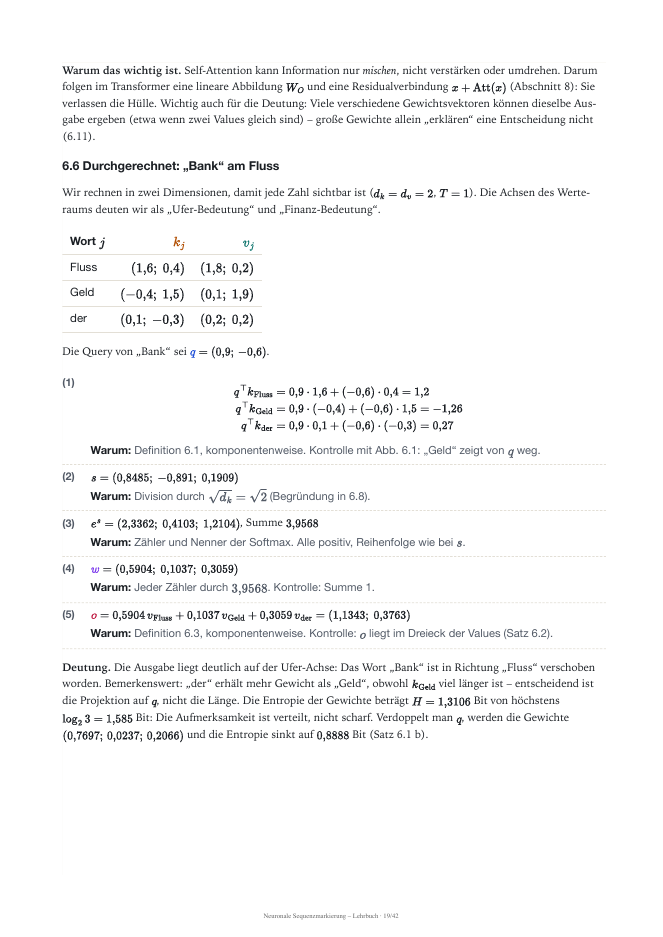 Warum das wichtig ist. Self-Attention kann Information nur mischen, nicht verstärken oder umdrehen. Darum
folgen im Transformer eine lineare Abbildung W_O und eine Residualverbindung x + Att(x) (Abschnitt 8): Sie
verlassen die Hülle. Wichtig auch für die Deutung: Viele verschiedene Gewichtsvektoren können dieselbe Aus-
gabe ergeben (etwa wenn zwei Values gleich sind) – große Gewichte allein „erklären“ eine Entscheidung nicht
(6.11).
6.6 Durchgerechnet: „Bank“ am Fluss
Wir rechnen in zwei Dimensionen, damit jede Zahl sichtbar ist (d_k = d_v = 2, T = 1). Die Achsen des Werte-
raums deuten wir als „Ufer-Bedeutung“ und „Finanz-Bedeutung“.
Wort j k_j v_j
Fluss (1,6; 0,4) (1,8; 0,2)
Geld (−0,4; 1,5) (0,1; 1,9)
der (0,1; −0,3) (0,2; 0,2)
Die Query von „Bank“ sei q = (0,9; −0,6).
(1)
q⊤k_Fluss = 0,9 · 1,6 + (−0,6) · 0,4 = 1,2
q⊤k_Geld = 0,9 · (−0,4) + (−0,6) · 1,5 = −1,26
q⊤k_der = 0,9 · 0,1 + (−0,6) · (−0,3) = 0,27
Warum: Definition 6.1, komponentenweise. Kontrolle mit Abb. 6.1: „Geld“ zeigt von q weg.
(2) s = (0,8485; −0,891; 0,1909)
Warum: Division durch √d_k = √2 (Begründung in 6.8).
(3) e^s = (2,3362; 0,4103; 1,2104), Summe 3,9568
Warum: Zähler und Nenner der Softmax. Alle positiv, Reihenfolge wie bei s.
(4) w = (0,5904; 0,1037; 0,3059)
Warum: Jeder Zähler durch 3,9568. Kontrolle: Summe 1.
(5) o = 0,5904 v_Fluss + 0,1037 v_Geld + 0,3059 v_der = (1,1343; 0,3763)
Warum: Definition 6.3, komponentenweise. Kontrolle: o liegt im Dreieck der Values (Satz 6.2).
Deutung. Die Ausgabe liegt deutlich auf der Ufer-Achse: Das Wort „Bank“ ist in Richtung „Fluss“ verschoben
worden. Bemerkenswert: „der“ erhält mehr Gewicht als „Geld“, obwohl k_Geld viel länger ist – entscheidend ist
die Projektion auf q, nicht die Länge. Die Entropie der Gewichte beträgt H = 1,3106 Bit von höchstens
log₂ 3 = 1,585 Bit: Die Aufmerksamkeit ist verteilt, nicht scharf. Verdoppelt man q, werden die Gewichte
(0,7697; 0,0237; 0,2066) und die Entropie sinkt auf 0,8888 Bit (Satz 6.1 b).
Neuronale Sequenzmarkierung – Lehrbuch · 19/42